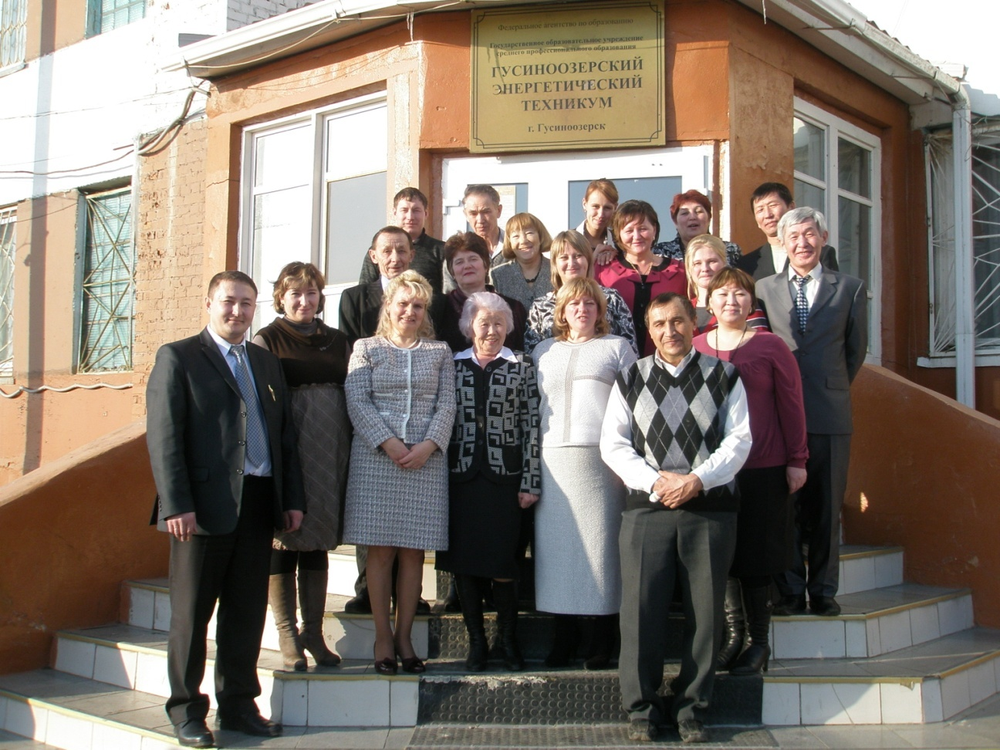 Федеральное агентство по образованию
Государственное образовательное учреждение
среднего профессионального образования
ГУСИНООЗЕРСКИЙ
ЭНЕРГЕТИЧЕСКИЙ
ТЕХНИКУМ
г. Гусиноозерск